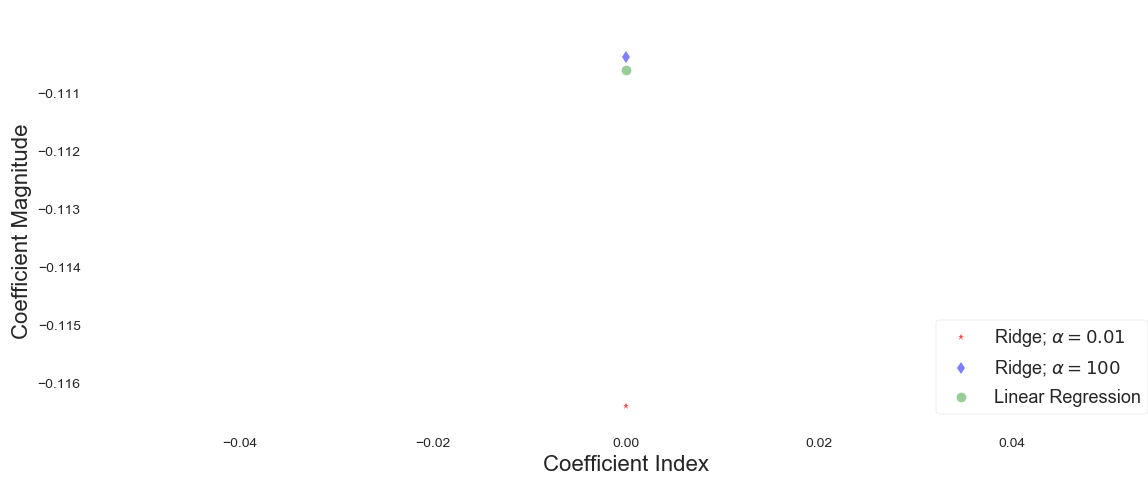 Coefficient Magnitude
−0.111
−0.112
−0.113
−0.114
−0.115
−0.116
Ridge; α = 0.01
Ridge; α = 100
Linear Regression
−0.04 −0.02 0.00 0.02 0.04
Coefficient Index